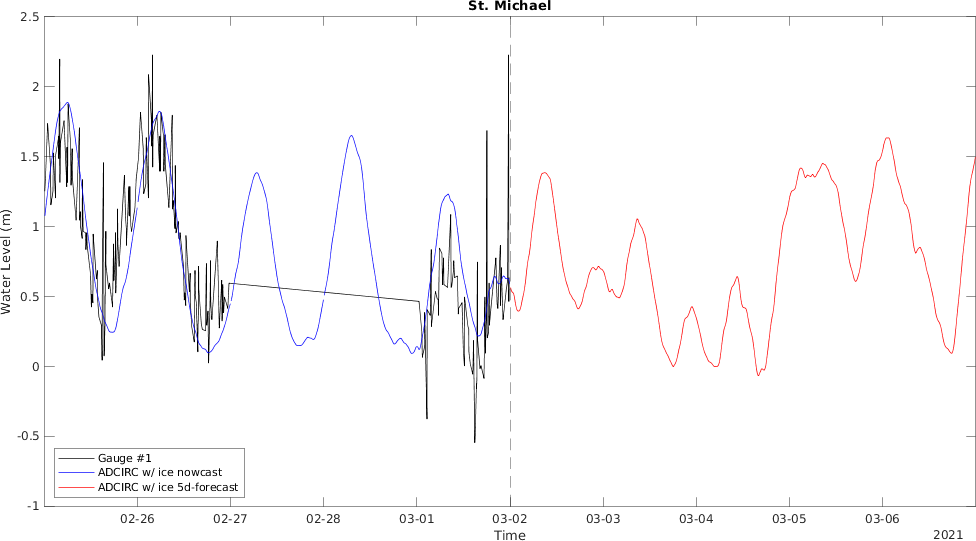 St. Michael
2.5
2
1.5
1
0.5
0
-0.5
-1
Water Level (m)
Gauge #1
ADCIRC w/ ice nowcast
ADCIRC w/ ice 5d-forecast
02-26 02-27 02-28 03-01 03-02 03-03 03-04 03-05 03-06
Time
2021